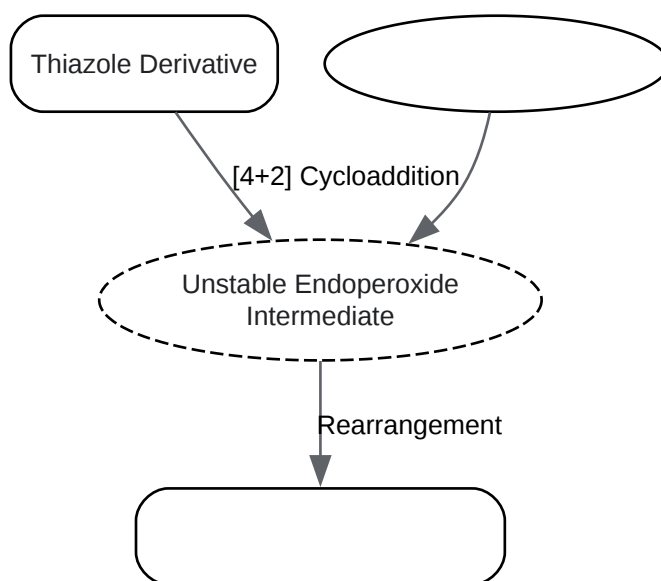 Thiazole Derivative
[4+2] Cycloaddition
Unstable Endoperoxide
Intermediate
Rearrangement